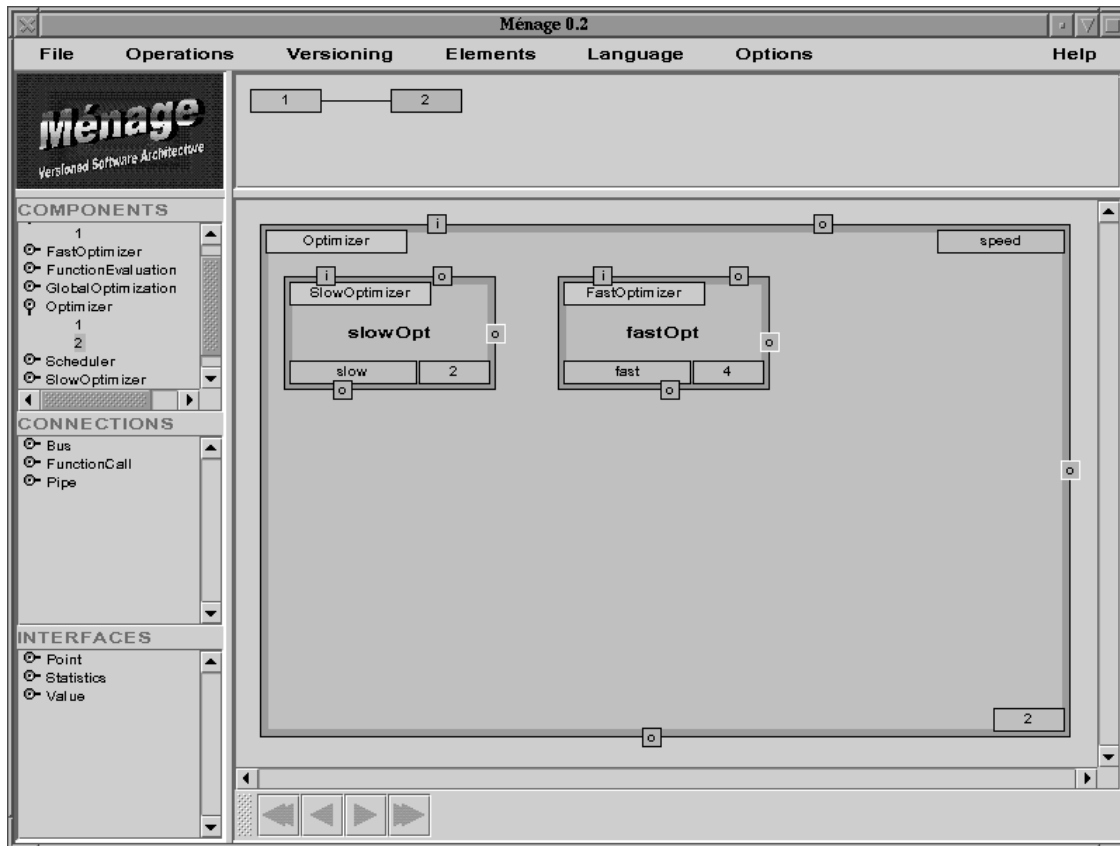 Ménage 0.2
File Operations Versioning Elements Language Options Help
Ménage
Versioned Software Architecture
1 2
COMPONENTS
1
FastOptimizer
FunctionEvaluation
GlobalOptimization
Optimizer
1
2
Scheduler
SlowOptimizer
CONNECTIONS
Bus
FunctionCall
Pipe
INTERFACES
Point
Statistics
Value
i o
Optimizer speed
i o i o
SlowOptimizer FastOptimizer
slowOpt o fastOpt o
slow 2 fast 4
o o
o
2
o